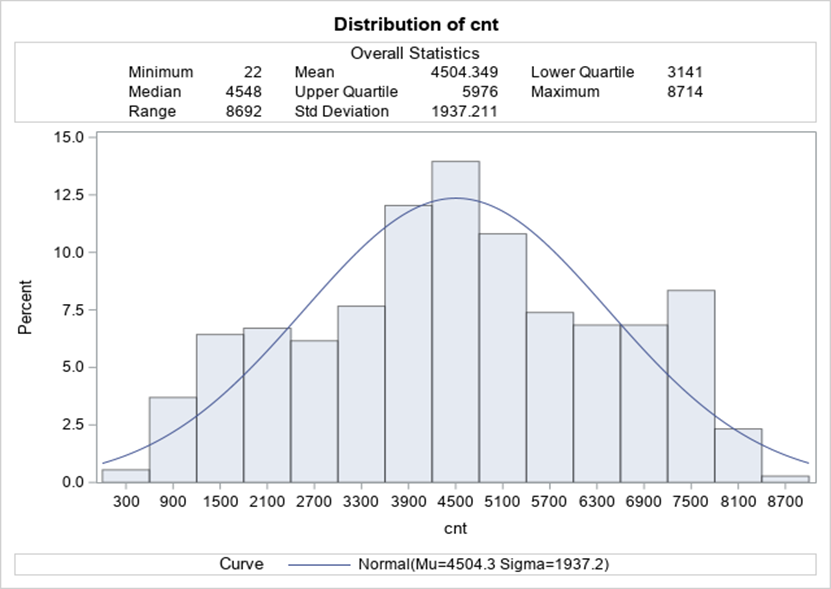 Distribution of cnt
Overall Statistics
Minimum 22 Mean 4504.349 Lower Quartile 3141
Median 4548 Upper Quartile 5976 Maximum 8714
Range 8692 Std Deviation 1937.211
15.0
12.5
10.0
7.5
5.0
2.5
0.0
Percent
300 900 1500 2100 2700 3300 3900 4500 5100 5700 6300 6900 7500 8100 8700
cnt
Curve Normal(Mu=4504.3 Sigma=1937.2)